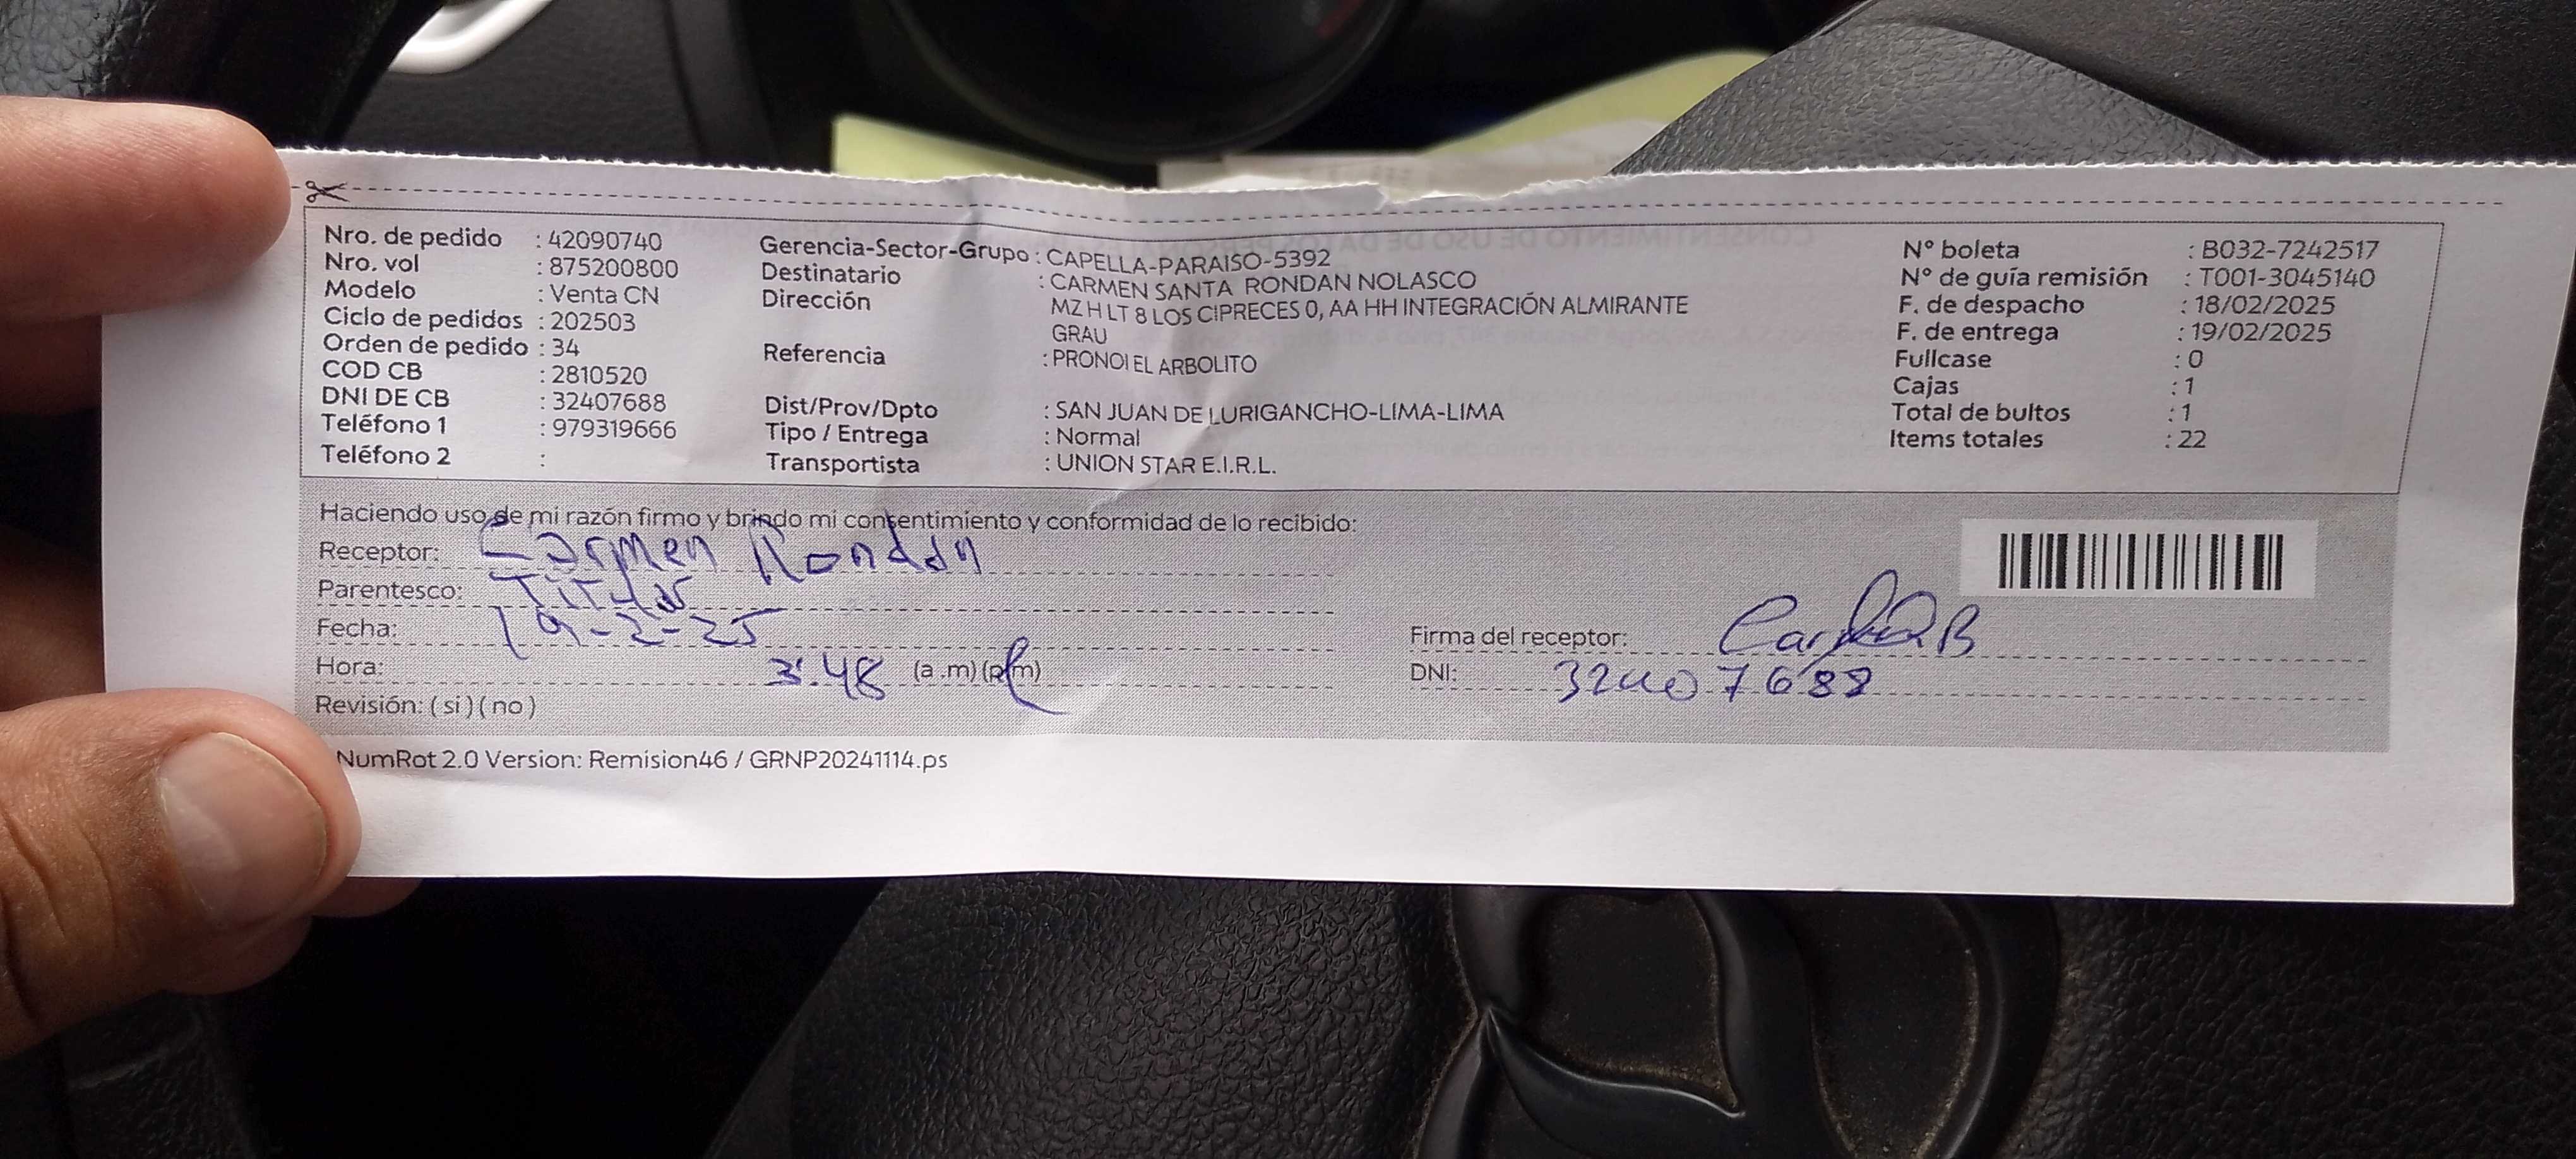 Nro. de pedido : 42090740
Nro. vol : 875200800
Modelo : Venta CN
Ciclo de pedidos : 202503
Orden de pedido : 34
COD CB : 2810520
DNI DE CB : 32407688
Teléfono 1 : 979319666
Teléfono 2 :
Gerencia-Sector-Grupo : CAPELLA-PARAISO-5392
Destinatario : CARMEN SANTA RONDAN NOLASCO
Dirección MZ H LT 8 LOS CIPRECES 0, AA HH INTEGRACIÓN ALMIRANTE
GRAU
Referencia : PRONOI EL ARBOLITO
Dist/Prov/Dpto : SAN JUAN DE LURIGANCHO-LIMA-LIMA
Tipo / Entrega : Normal
Transportista : UNION STAR E.I.R.L.
N° boleta : B032-7242517
N° de guía remisión : T001-3045140
F. de despacho : 18/02/2025
F. de entrega : 19/02/2025
Fullcase : 0
Cajas : 1
Total de bultos : 1
Items totales : 22
Haciendo uso de mi razón firmo y brindo mi consentimiento y conformidad de lo recibido:
Receptor: Carmen Rondan
Parentesco: Titular
Fecha: 19-2-25
Hora: 3:48 (a.m) (p.m)
Revisión: ( si ) ( no )
Firma del receptor:
DNI: 32407688
NumRot 2.0 Version: Remision46 / GRNP20241114.ps